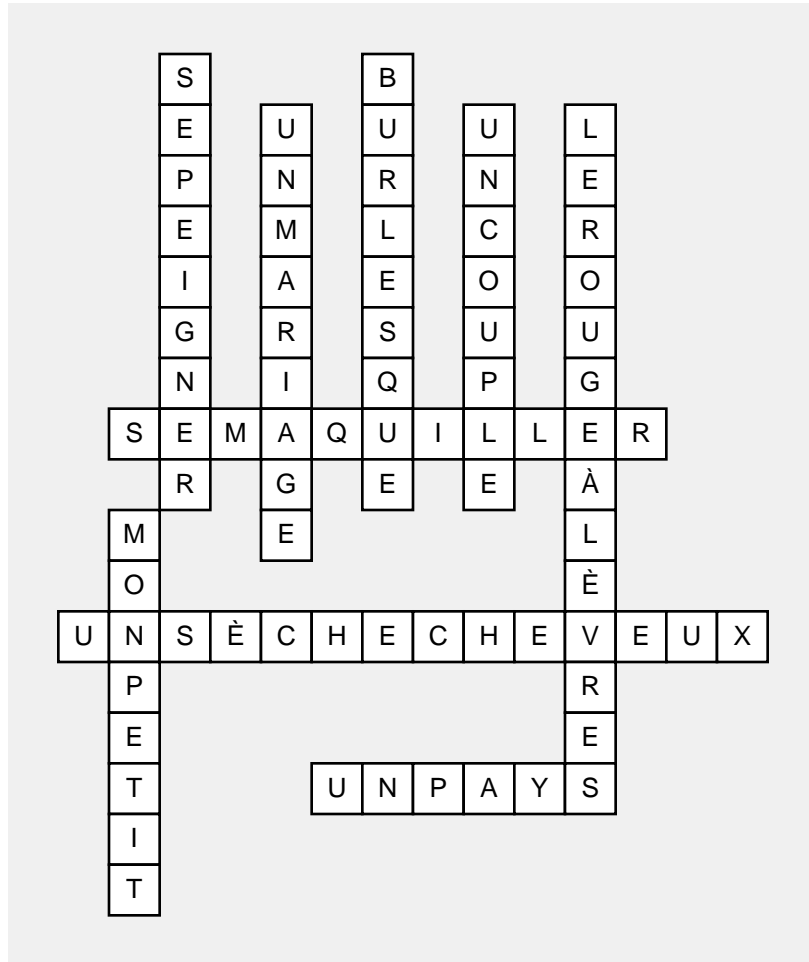 SEPEIGNER
BURLESQUE
UNMARIAGE
UNCOUPLE
LEROUGEÀLÈVRES
SEMAQUILLER
MONPETIT
UNSÈCHECHEVEUX
UNPAYS